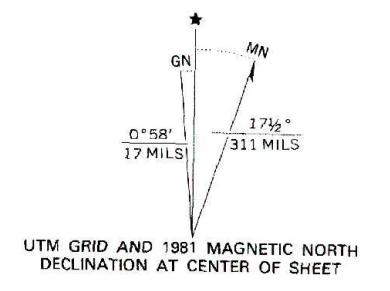 MN
GN
0°58'
17 MILS
17½°
311 MILS
UTM GRID AND 1981 MAGNETIC NORTH
DECLINATION AT CENTER OF SHEET